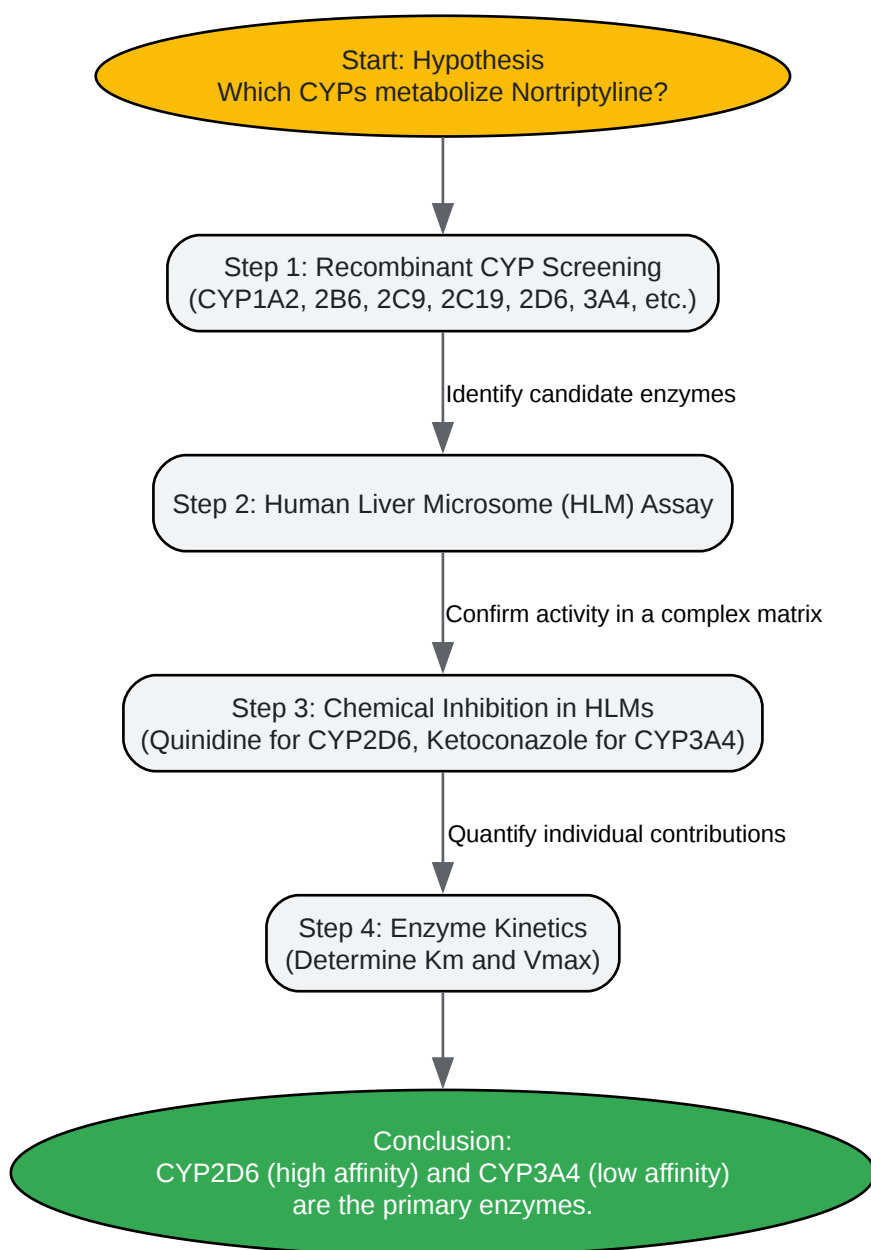 Start: Hypothesis
Which CYPs metabolize Nortriptyline?
Step 1: Recombinant CYP Screening
(CYP1A2, 2B6, 2C9, 2C19, 2D6, 3A4, etc.)
Identify candidate enzymes
Step 2: Human Liver Microsome (HLM) Assay
Confirm activity in a complex matrix
Step 3: Chemical Inhibition in HLMs
(Quinidine for CYP2D6, Ketoconazole for CYP3A4)
Quantify individual contributions
Step 4: Enzyme Kinetics
(Determine Km and Vmax)
Conclusion:
CYP2D6 (high affinity) and CYP3A4 (low affinity)
are the primary enzymes.